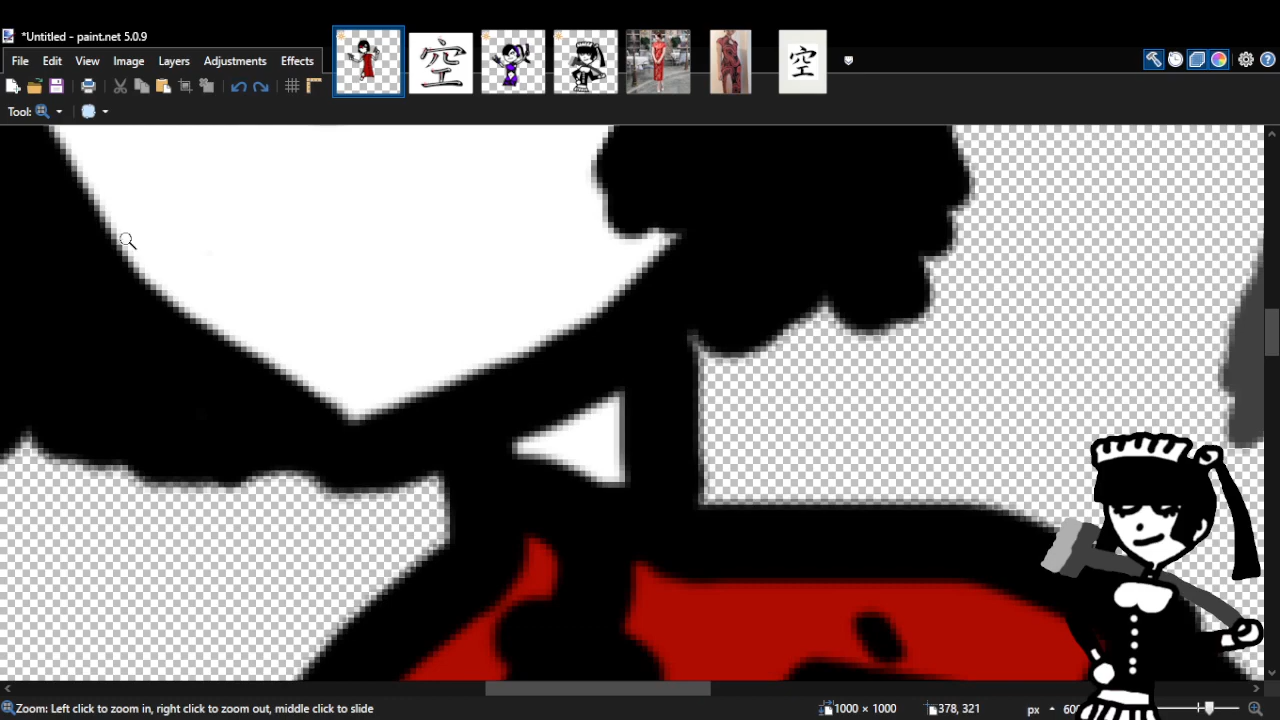 *Untitled - paint.net 5.0.9
File Edit View Image Layers Adjustments Effects
空
空
Tool:
Zoom: Left click to zoom in, right click to zoom out, middle click to slide
1000 × 1000
378, 321
px
600